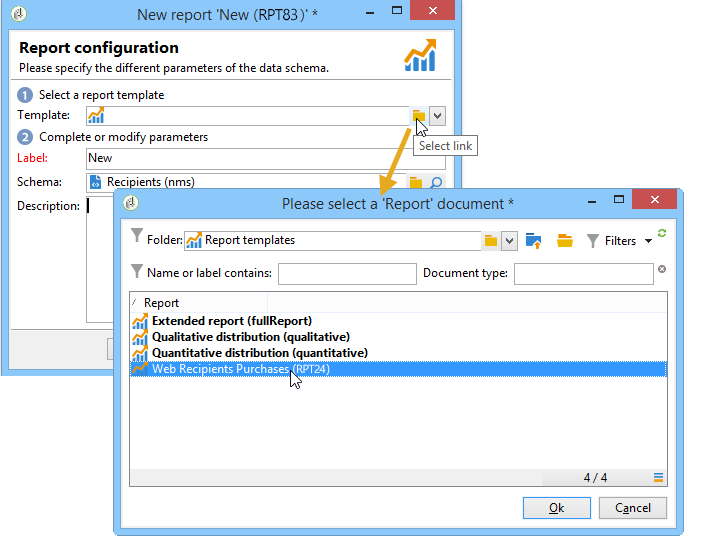 New report 'New (RPT83)' *
Report configuration
Please specify the different parameters of the data schema.
1 Select a report template
Template:
Select link
2 Complete or modify parameters
Label: New
Schema: Recipients (nms)
Description:
Please select a 'Report' document *
Folder: Report templates
Filters
Name or label contains:
Document type:
Report
Extended report (fullReport)
Qualitative distribution (qualitative)
Quantitative distribution (quantitative)
Web Recipients Purchases (RPT24)
4 / 4
Ok
Cancel